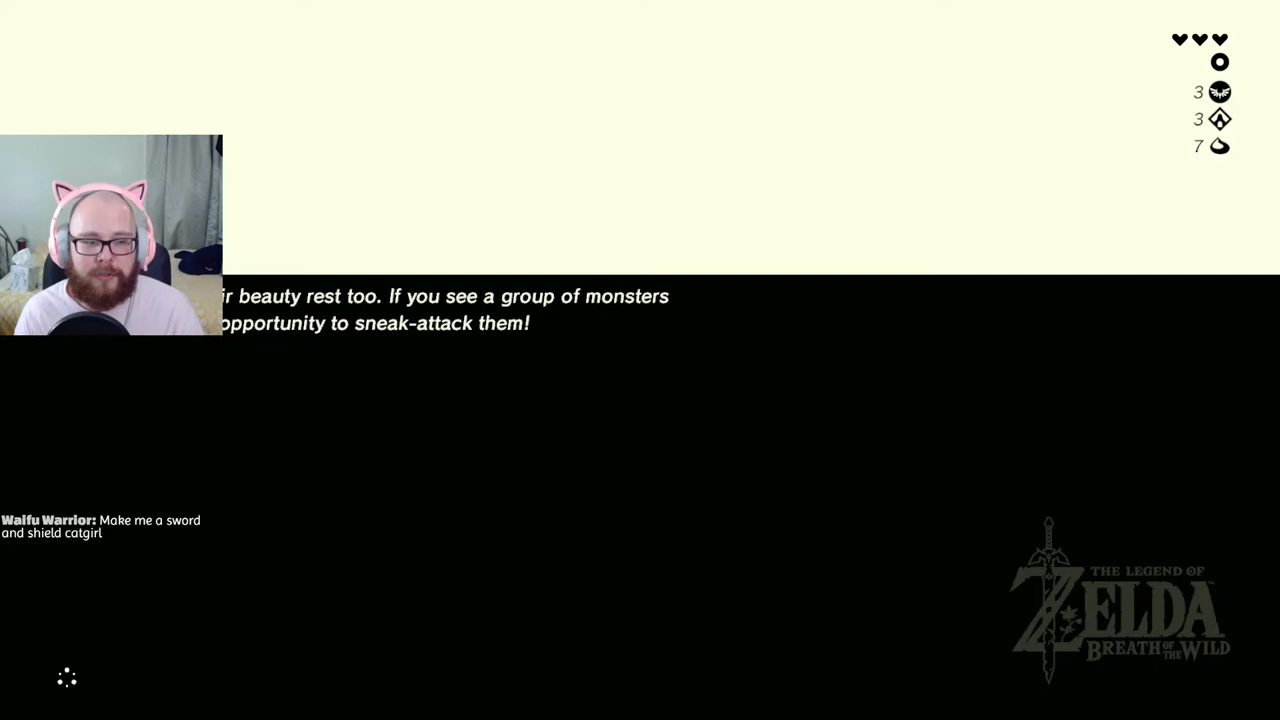 3
3
7
ir beauty rest too. If you see a group of monsters
opportunity to sneak-attack them!
Waifu Warrior: Make me a sword
and shield catgirl
THE LEGEND OF
ZELDA
BREATH OF THE WILD